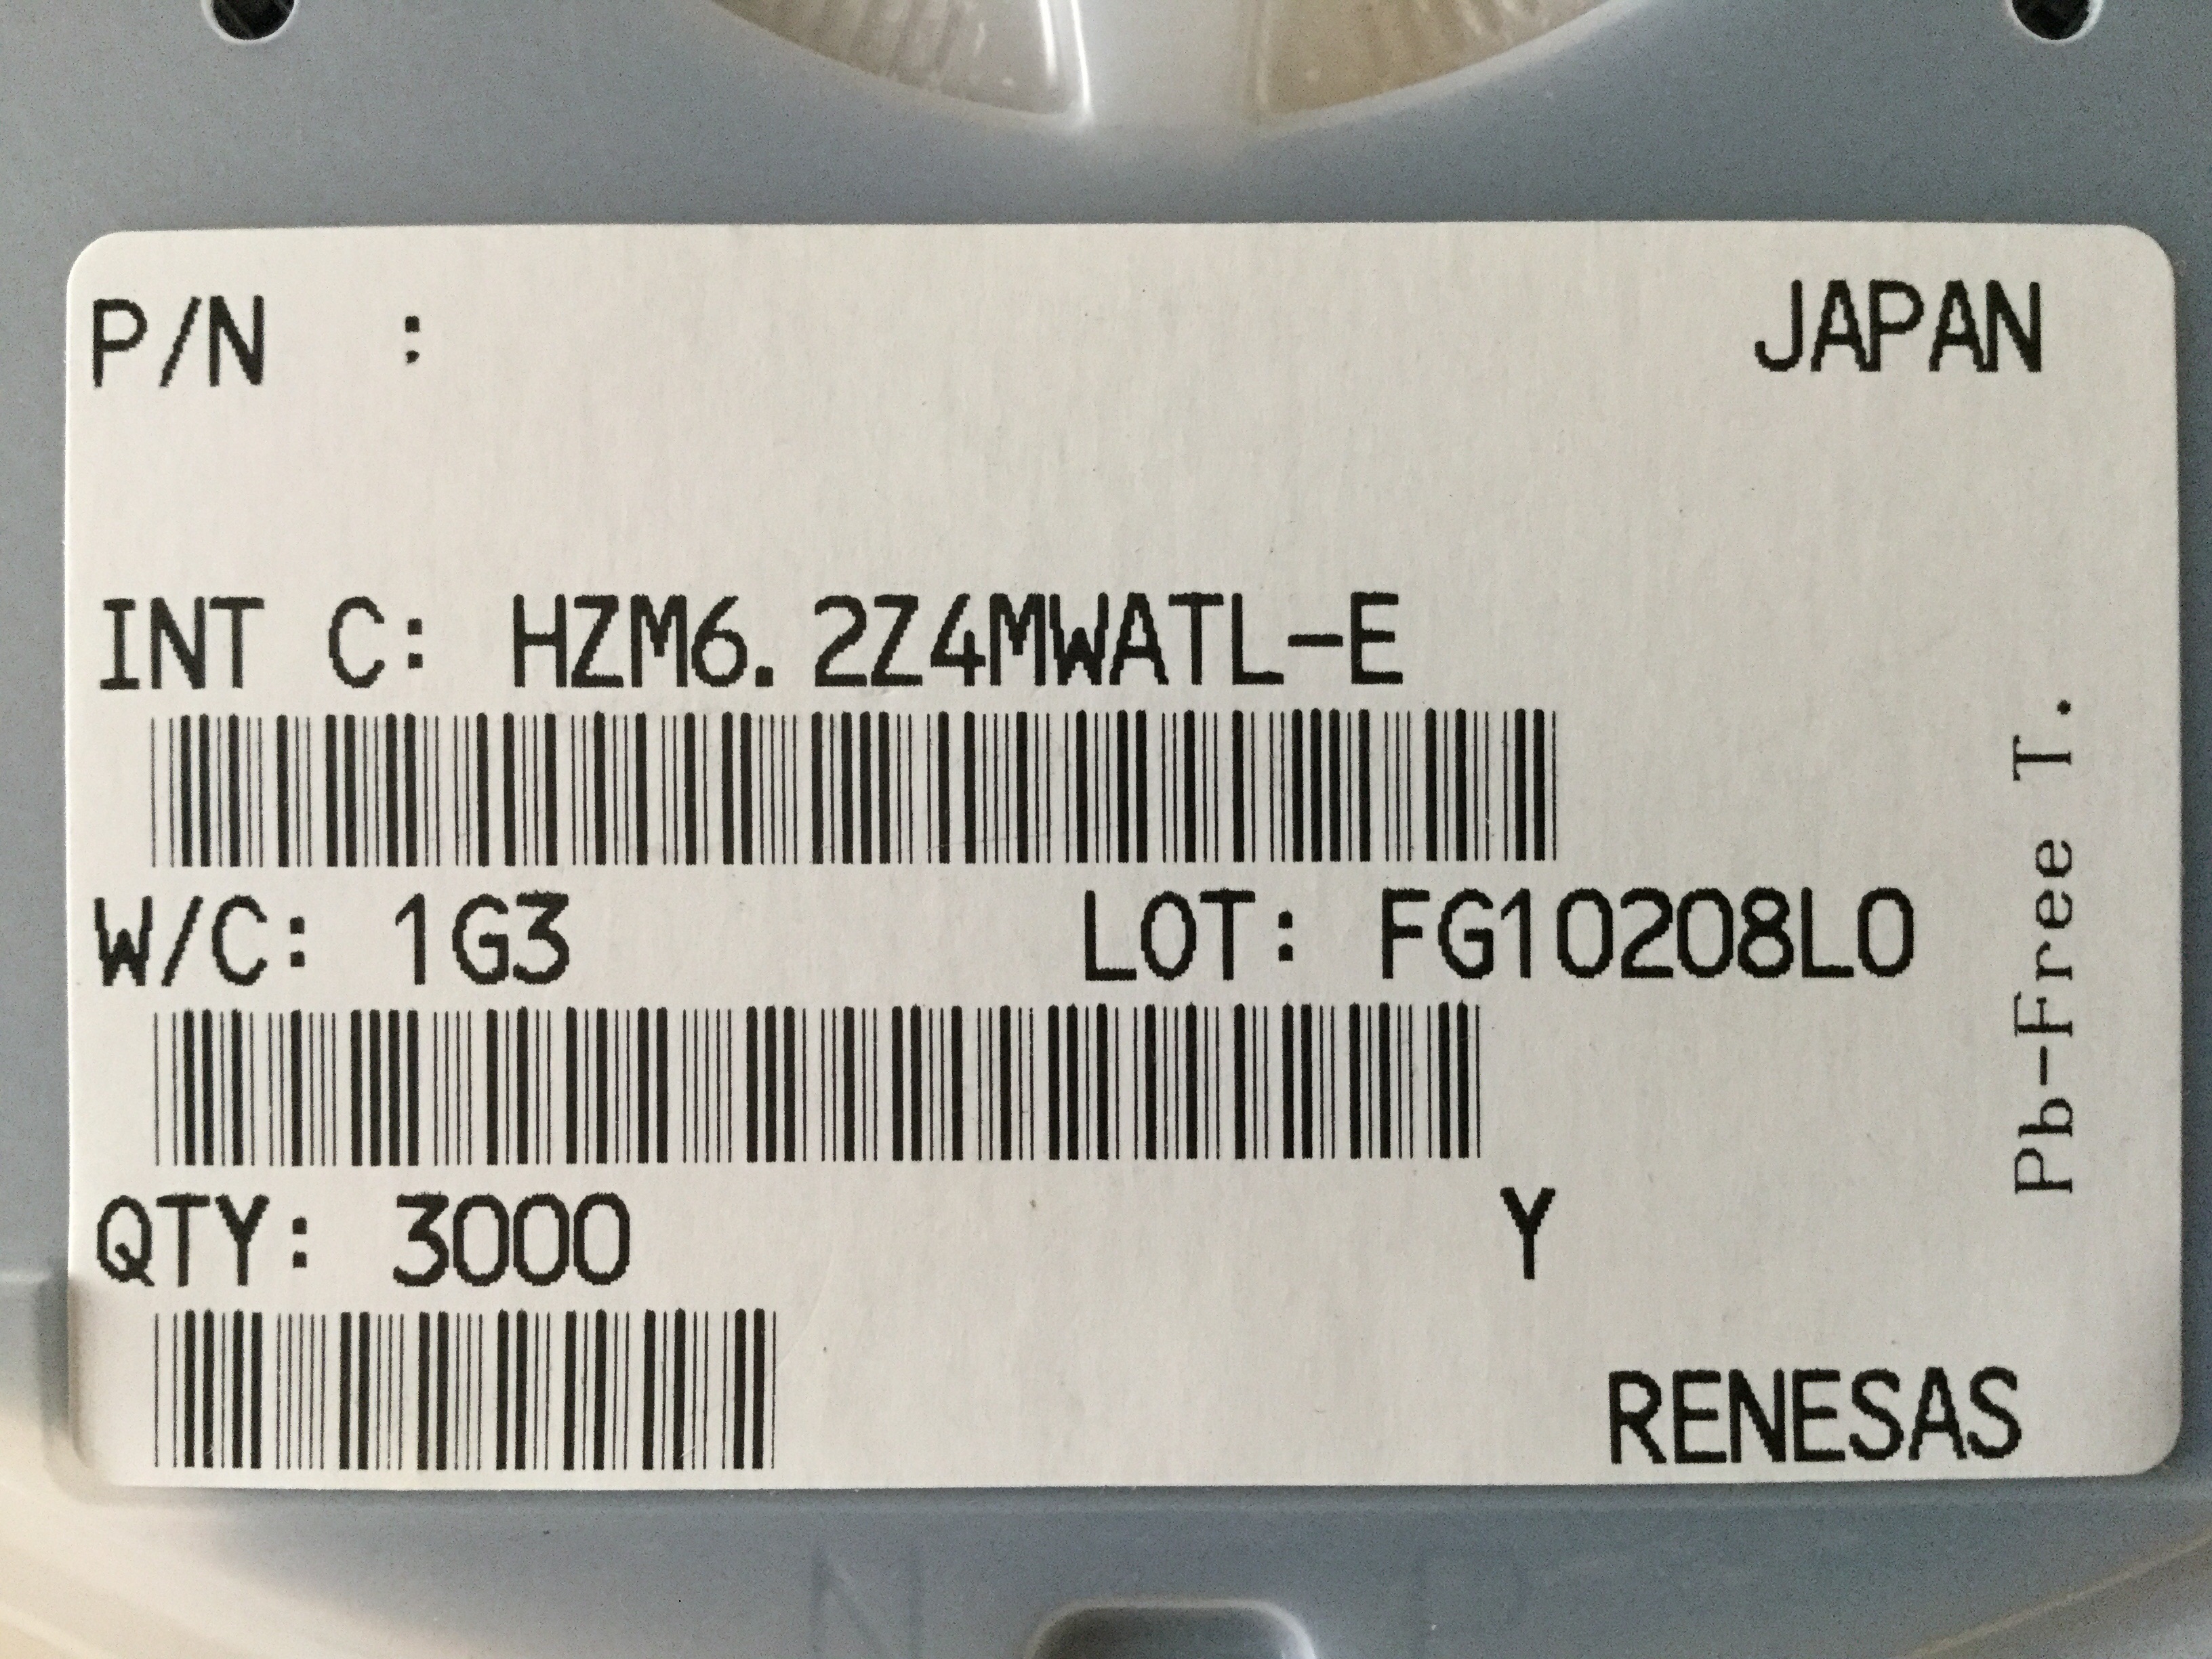 P/N : JAPAN
INT C: HZM6.2Z4MWATL-E
W/C: 1G3 LOT: FG10208L0
QTY: 3000 Y
RENESAS
Pb-Free T.